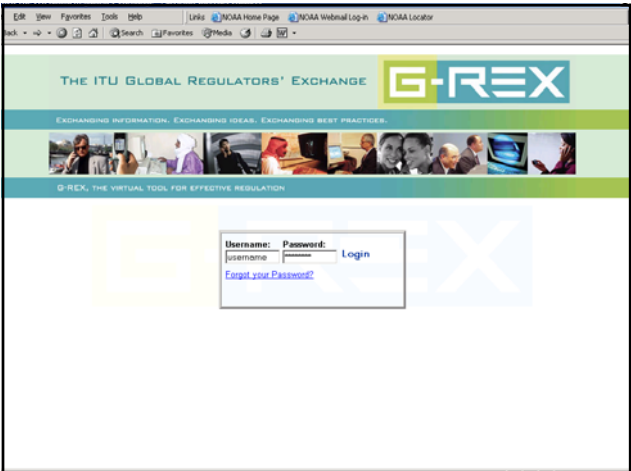 Edit View Favorites Tools Help Links NOAA Home Page NOAA Webmail Log-in NOAA Locator
Back Search Favorites Media
THE ITU GLOBAL REGULATORS' EXCHANGE G-REX
EXCHANGING INFORMATION. EXCHANGING IDEAS. EXCHANGING BEST PRACTICES.
G-REX, THE VIRTUAL TOOL FOR EFFECTIVE REGULATION
G-REX
Username: Password:
username ******** Login
Forgot your Password?